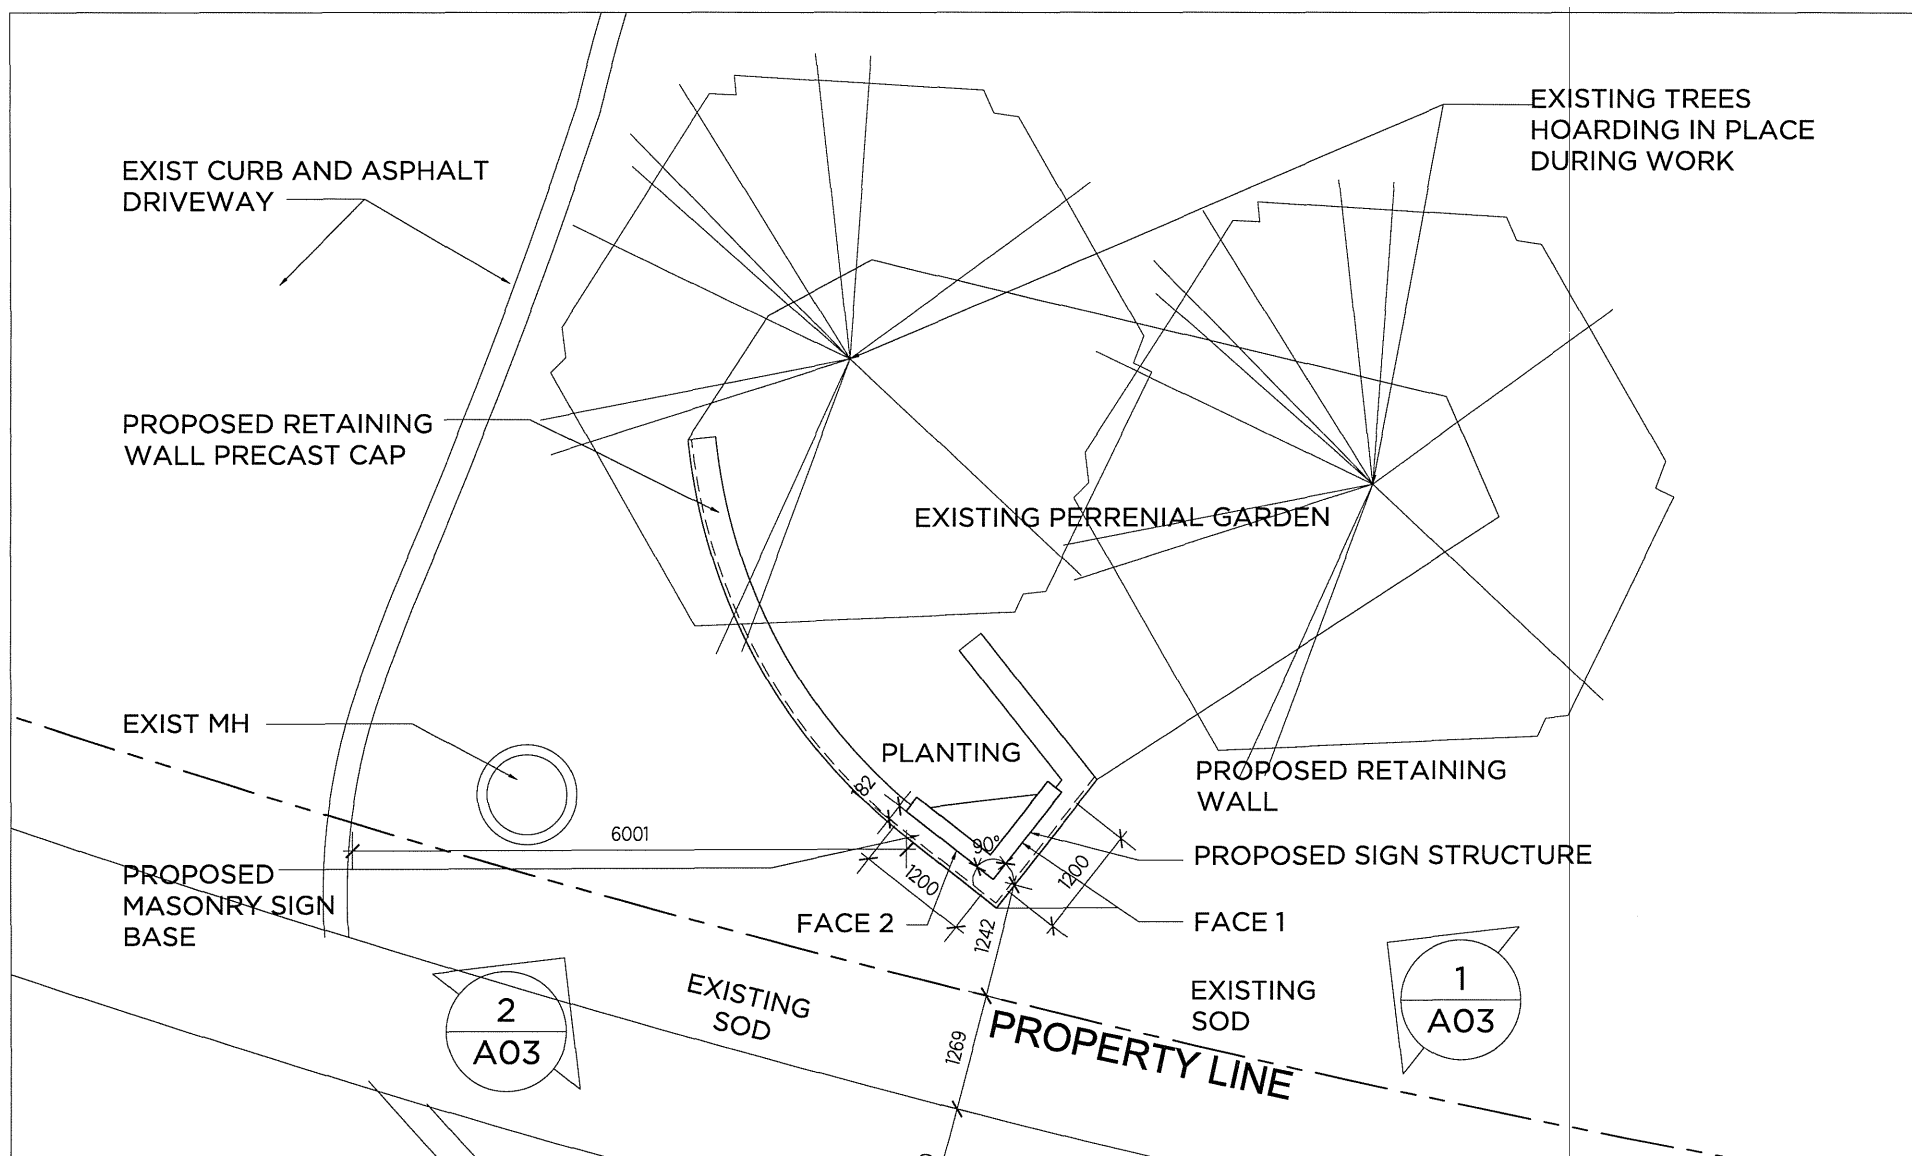 EXISTING TREES
HOARDING IN PLACE
DURING WORK
EXIST CURB AND ASPHALT
DRIVEWAY
PROPOSED RETAINING
WALL PRECAST CAP
EXISTING PERRENIAL GARDEN
EXIST MH
PLANTING
PROPOSED RETAINING
WALL
182
6001
90°
PROPOSED SIGN STRUCTURE
PROPOSED
MASONRY SIGN
BASE
1200
1200
FACE 2
FACE 1
1242
EXISTING
SOD
EXISTING
SOD
1
A03
2
A03
PROPERTY LINE
1269